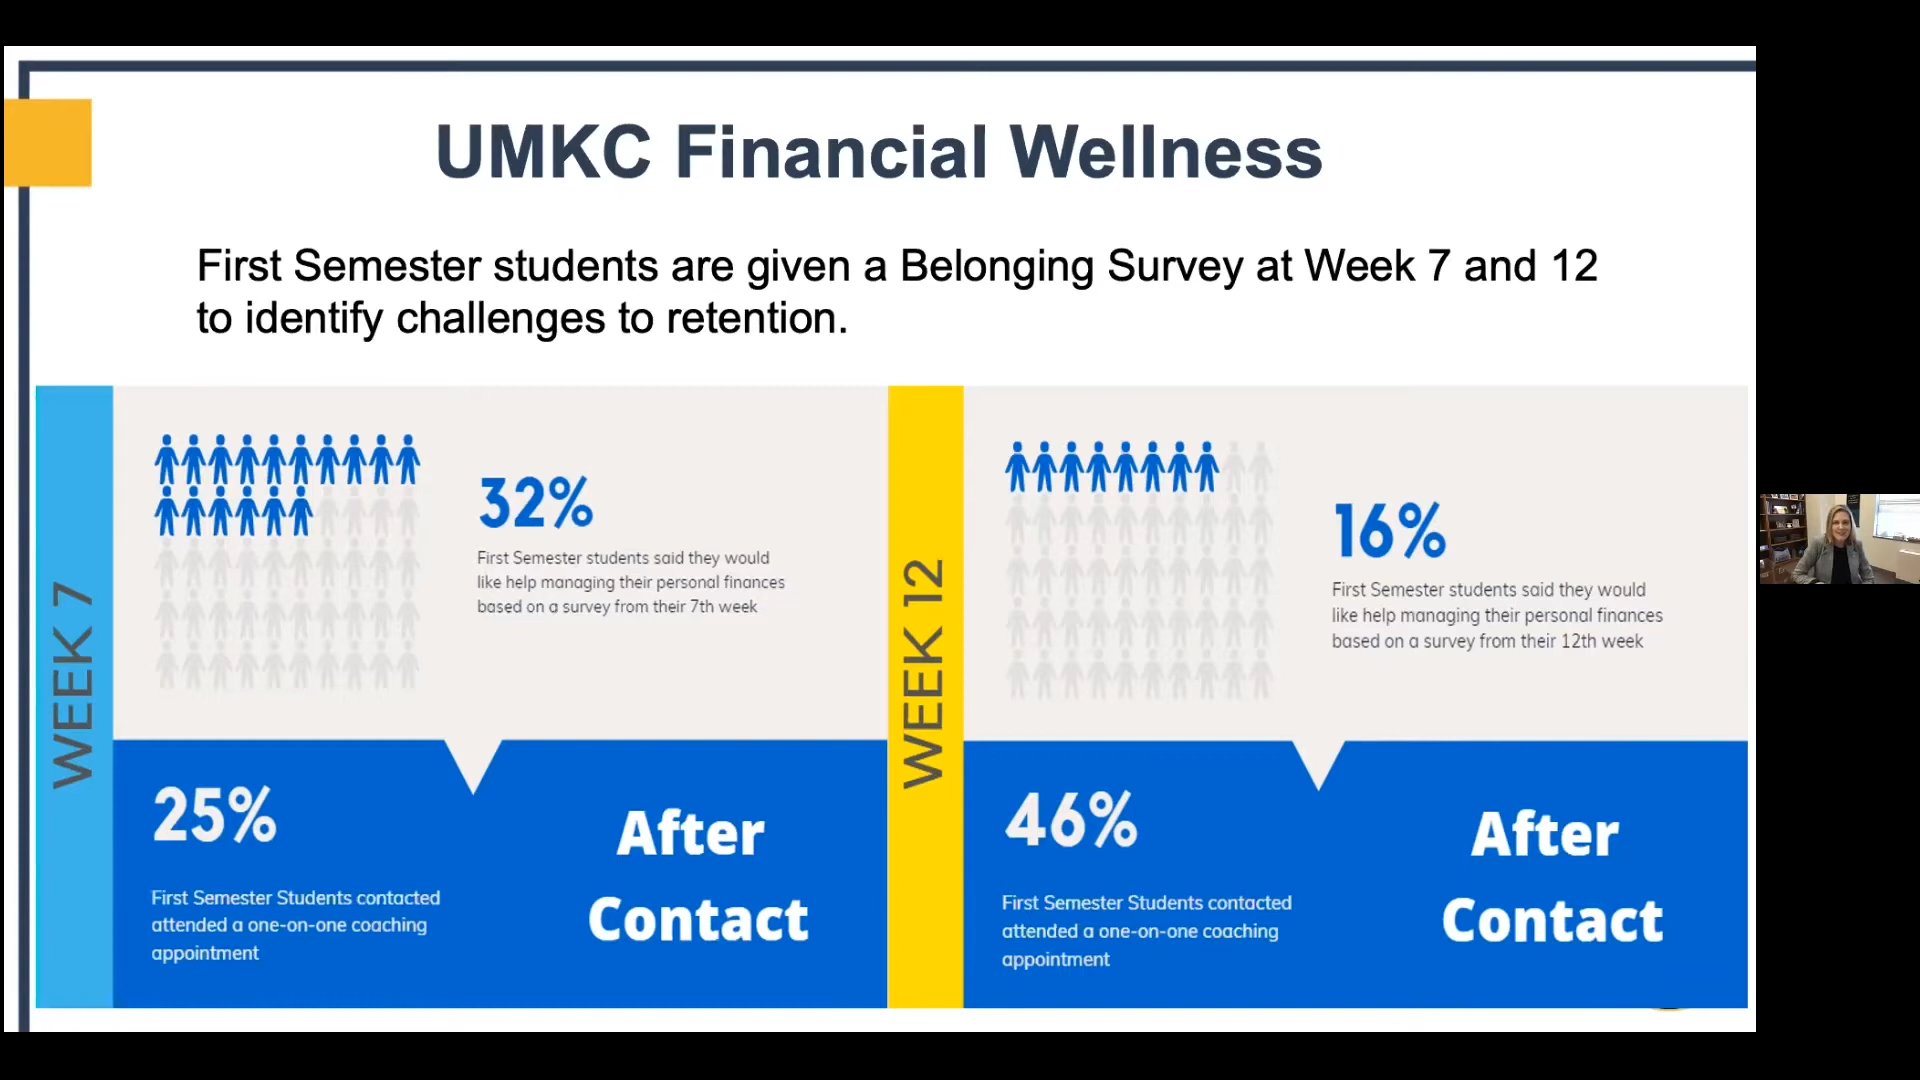 UMKC Financial Wellness
First Semester students are given a Belonging Survey at Week 7 and 12
to identify challenges to retention.
WEEK 7
32%
First Semester students said they would
like help managing their personal finances
based on a survey from their 7th week
25%
First Semester Students contacted
attended a one-on-one coaching
appointment
After
Contact
WEEK 12
16%
First Semester students said they would
like help managing their personal finances
based on a survey from their 12th week
46%
First Semester Students contacted
attended a one-on-one coaching
appointment
After
Contact